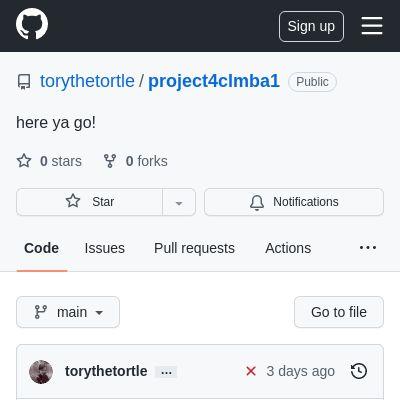 Sign up
torythetortle / project4clmba1 Public
here ya go!
0 stars 0 forks
Star Notifications
Code Issues Pull requests Actions ...
main Go to file
torythetortle ... 3 days ago